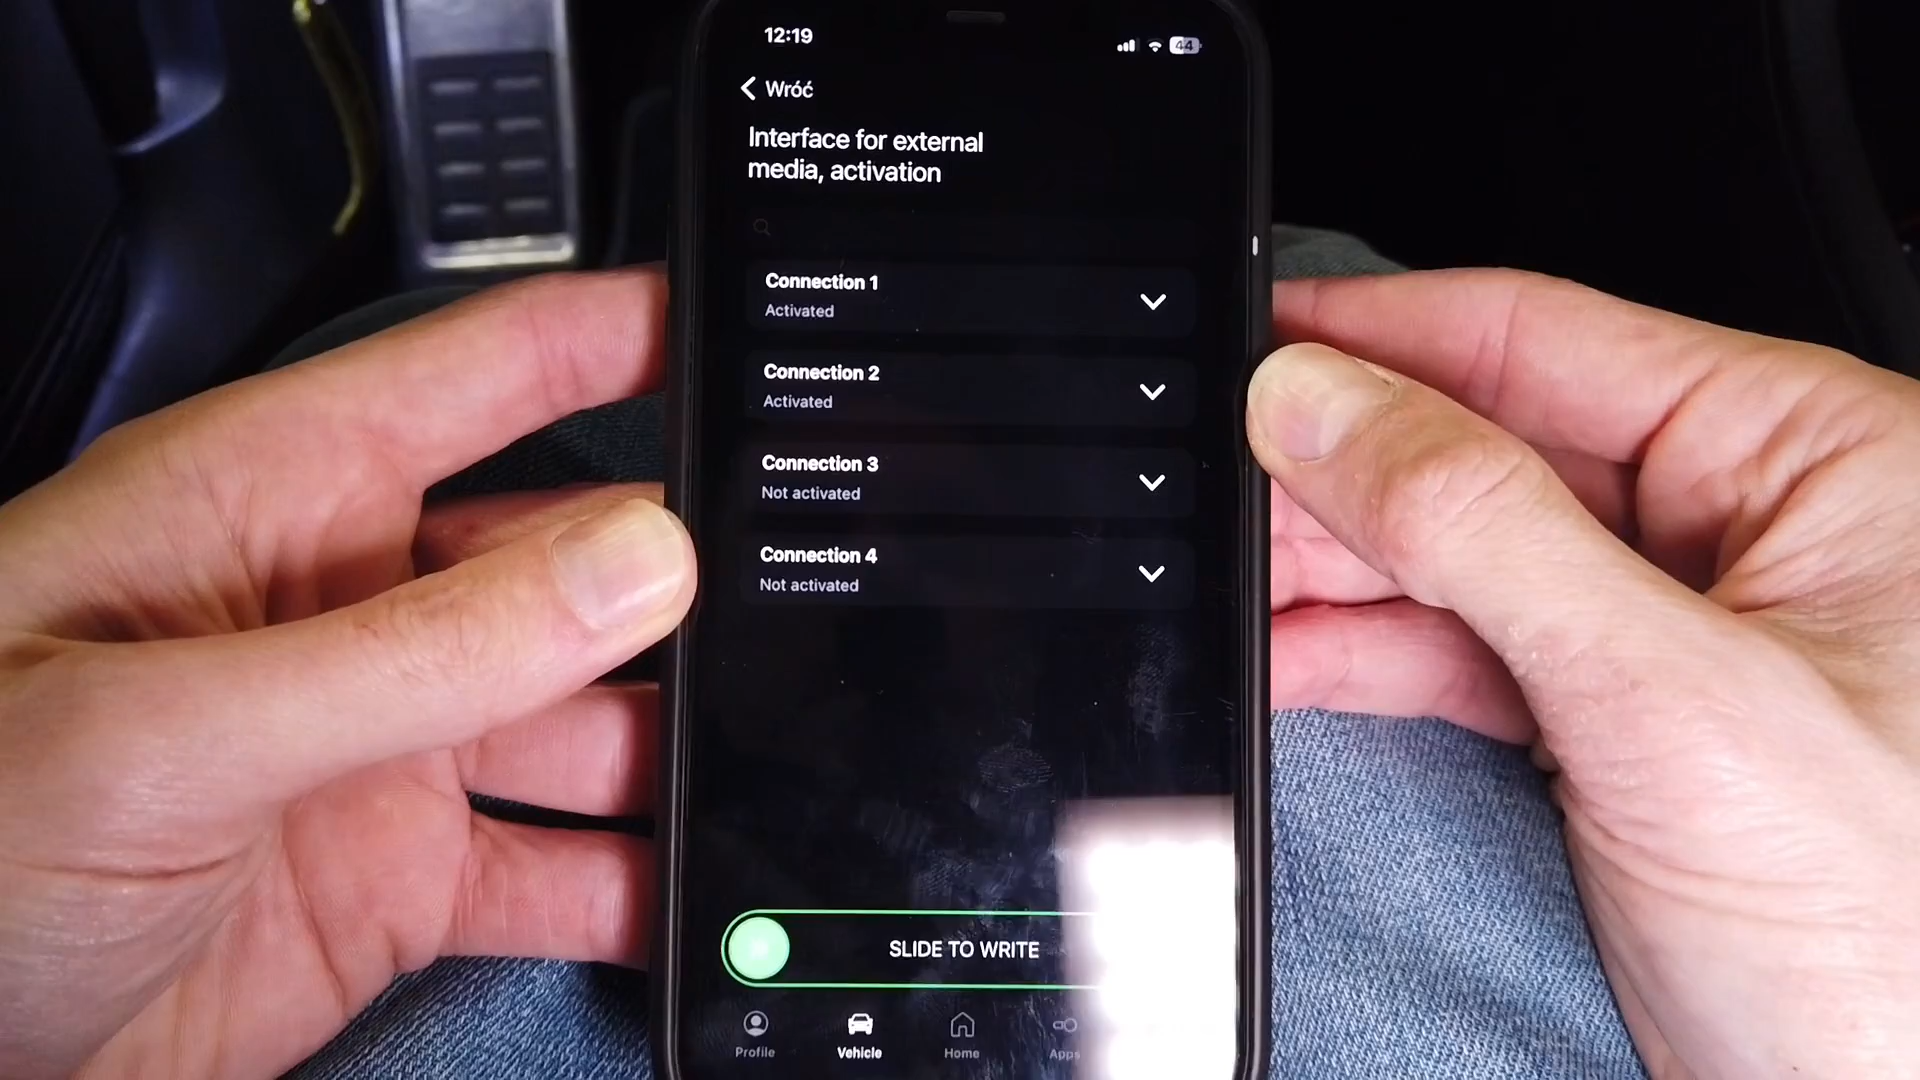 12:19
44
Wróć
Interface for external
media, activation
Connection 1
Activated
Connection 2
Activated
Connection 3
Not activated
Connection 4
Not activated
SLIDE TO WRITE
Profile
Vehicle
Home
Apps